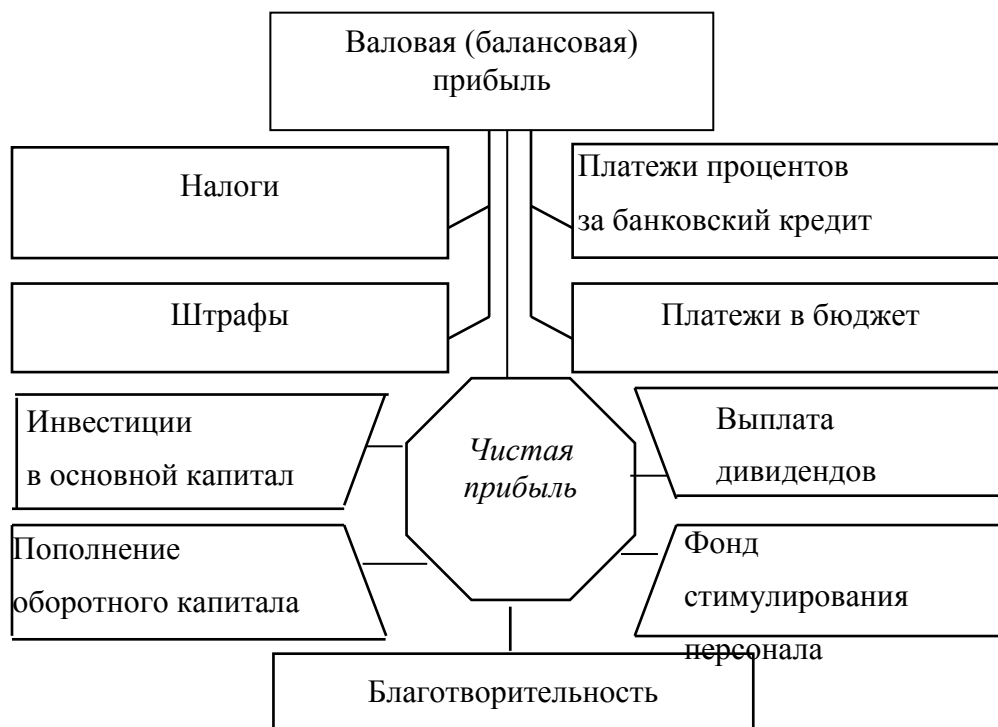 Валовая (балансовая)
прибыль
Налоги
Платежи процентов
за банковский кредит
Штрафы
Платежи в бюджет
Инвестиции
в основной капитал
Чистая
прибыль
Выплата
дивидендов
Пополнение
оборотного капитала
Фонд
стимулирования
персонала
Благотворительность